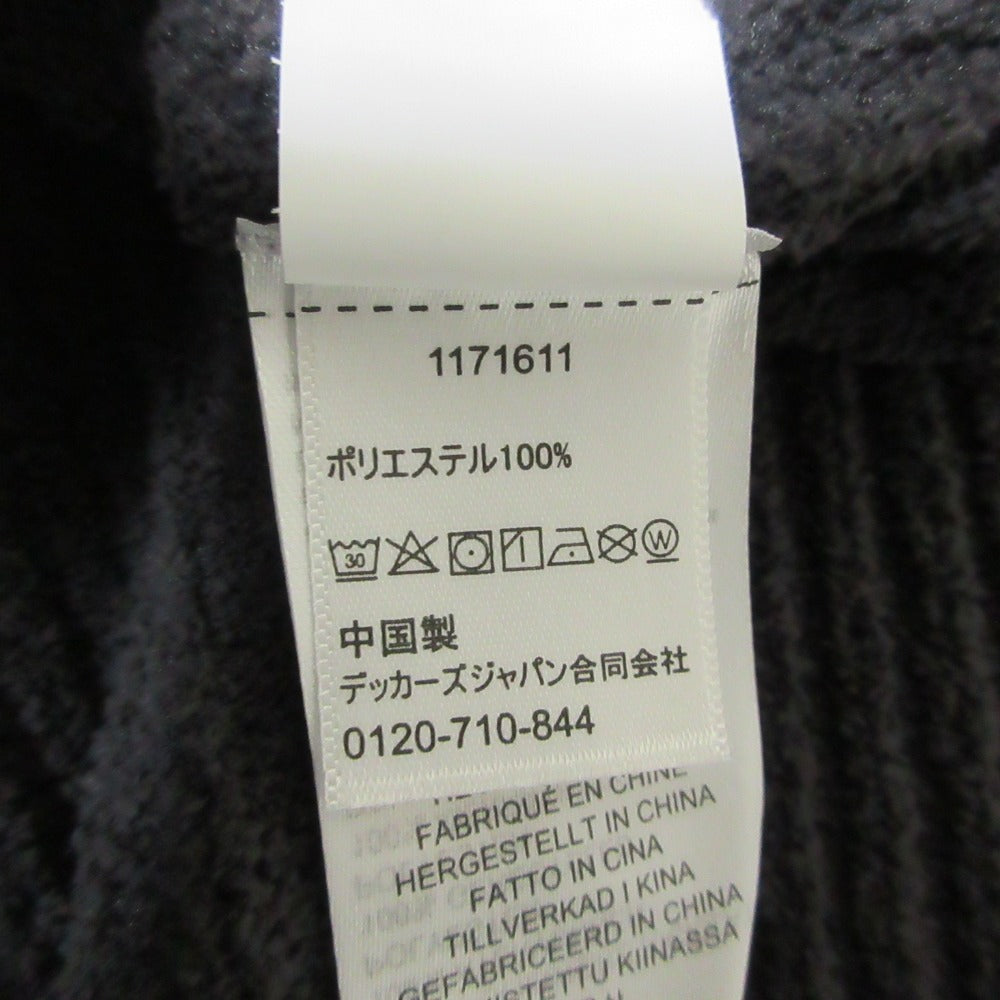 1171611
ポリエステル100%
30 W
中国製
デッカーズジャパン合同会社
0120-710-844
FABRIQUÉ EN CHINE
HERGESTELLT IN CHINA
FATTO IN CINA
TILLVERKAD I KINA
GEFABRICEERD IN CHINA
KIINASSA